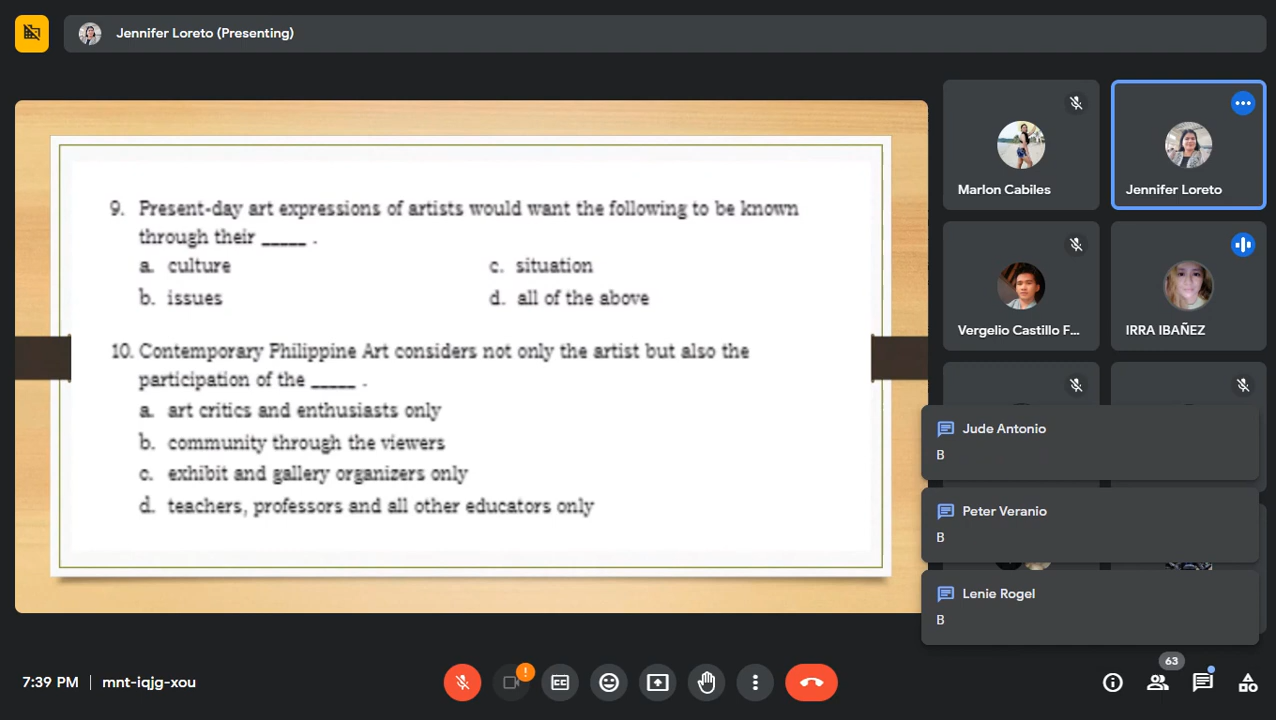 Jennifer Loreto (Presenting)
9. Present-day art expressions of artists would want the following to be known
through their _____ .
a. culture
c. situation
b. issues
d. all of the above
10. Contemporary Philippine Art considers not only the artist but also the
participation of the _____ .
a. art critics and enthusiasts only
b. community through the viewers
c. exhibit and gallery organizers only
d. teachers, professors and all other educators only
Marlon Cabiles
Jennifer Loreto
Vergelio Castillo F...
IRRA IBAÑEZ
Jude Antonio
B
Peter Veranio
B
Lenie Rogel
B
7:39 PM | mnt-iqjg-xou
CC
!
63